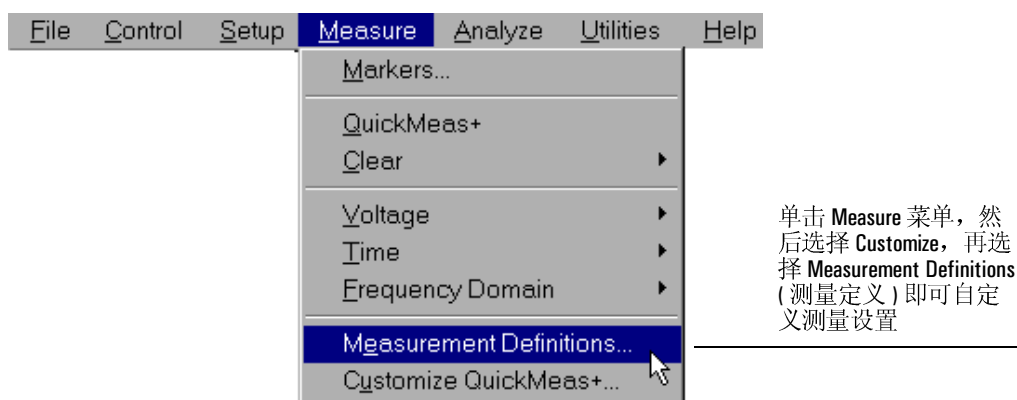 File Control Setup Measure Analyze Utilities Help
Markers...
QuickMeas+
Clear
Voltage
Time
Frequency Domain
Measurement Definitions...
Customize QuickMeas+...
单击 Measure 菜单，然
后选择 Customize，再选
择 Measurement Definitions
( 测量定义 ) 即可自定
义测量设置